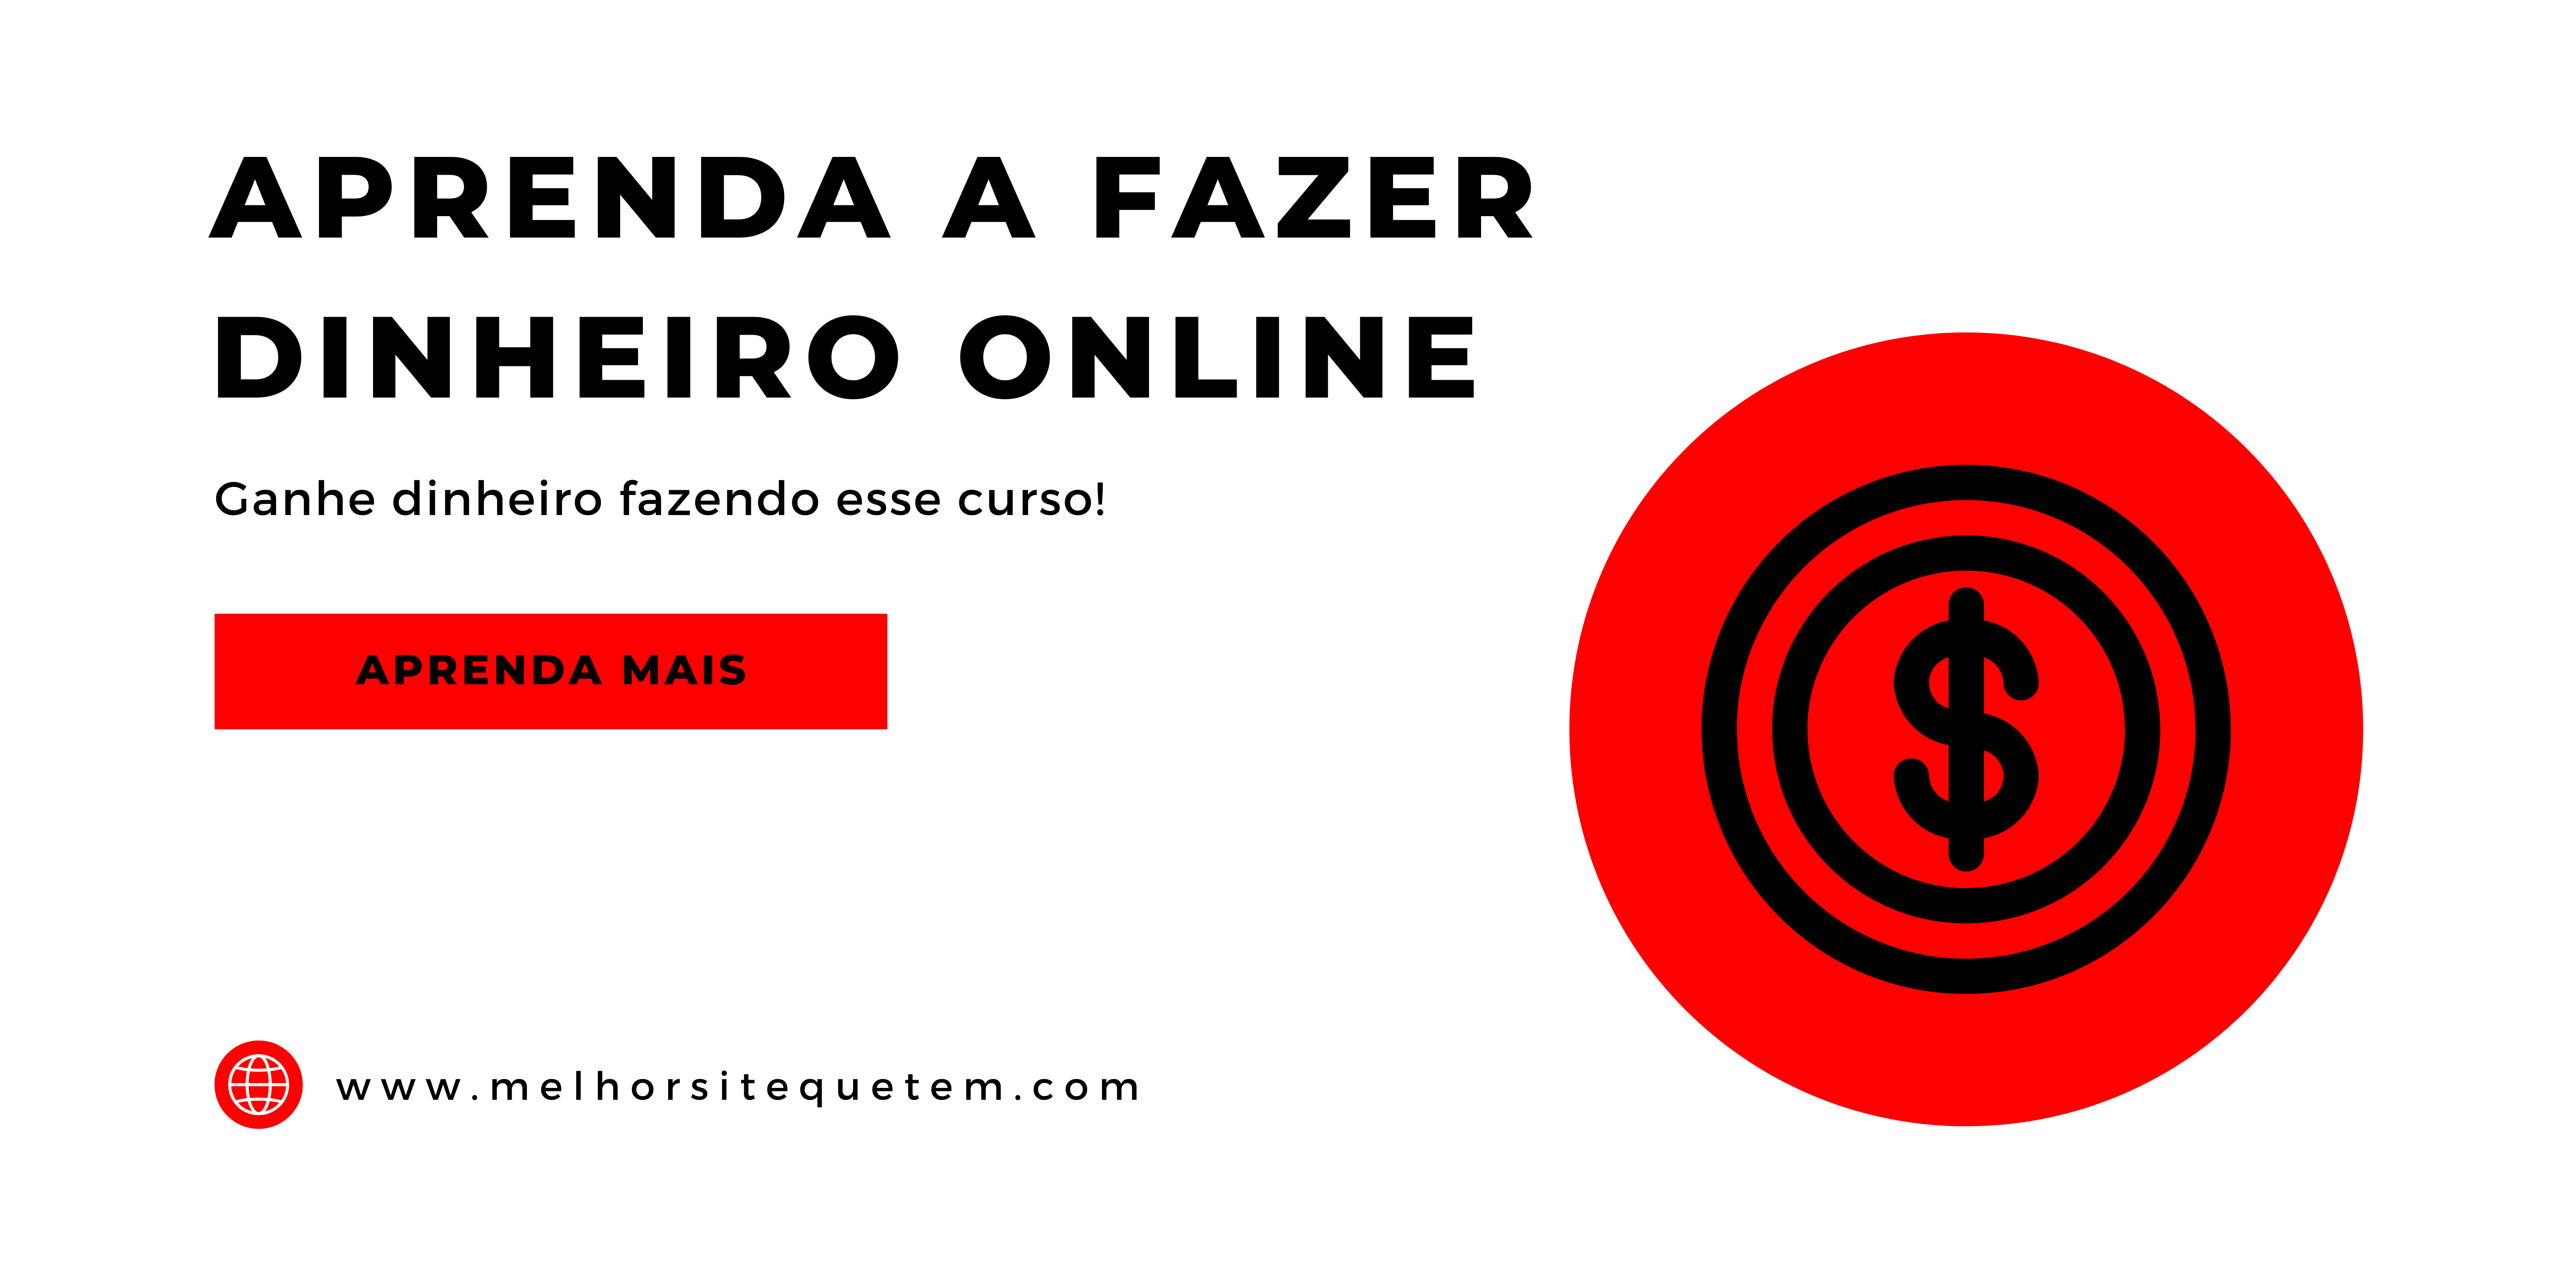 APRENDA A FAZER
DINHEIRO ONLINE
Ganhe dinheiro fazendo esse curso!
APRENDA MAIS
www.melhorsitequetem.com
$